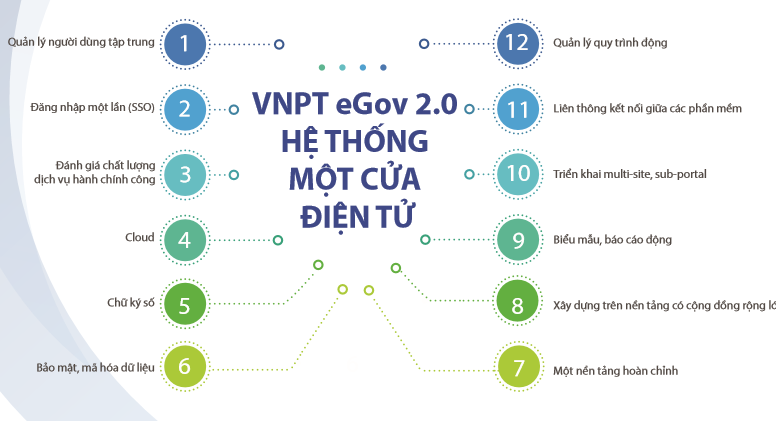 VNPT eGov 2.0
HỆ THỐNG
MỘT CỬA
ĐIỆN TỬ
1
Quản lý người dùng tập trung
2
Đăng nhập một lần (SSO)
3
Đánh giá chất lượng
dịch vụ hành chính công
4
Cloud
5
Chữ ký số
6
Bảo mật, mã hóa dữ liệu
7
Một nền tảng hoàn chỉnh
8
Xây dựng trên nền tảng có cộng đồng rộng
9
Biểu mẫu, báo cáo động
10
Triển khai multi-site, sub-portal
11
Liên thông kết nối giữa các phần mềm
12
Quản lý quy trình động